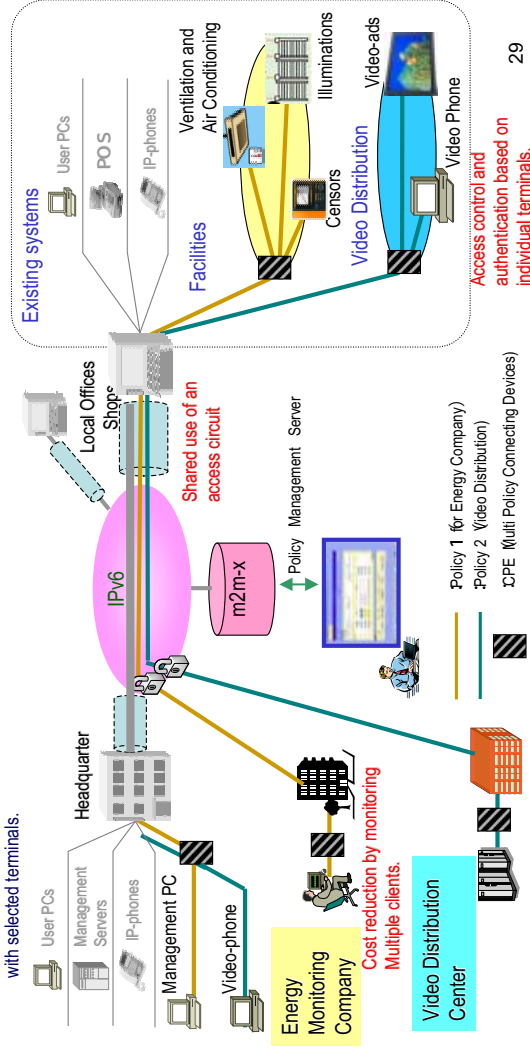 with selected terminals.
User PCs
Management
Servers
IP-phones
Management PC
Video-phone
Headquarter
Energy
Monitoring
Company
Cost reduction by monitoring
Multiple clients.
Video Distribution
Center
IPv6
m2m-x
Policy Management Server
Local Offices
Shops
Shared use of an
access circuit
Existing systems
User PCs
POS
IP-phones
Facilities
Ventilation and
Air Conditioning
Illuminations
Censors
Video Distribution
Video-ads
Video Phone
Access control and
authentication based on
individual terminals.
:Policy 1 for Energy Company)
:Policy 2 Video Distribution)
:CPE Multi Policy Connecting Devices)
29